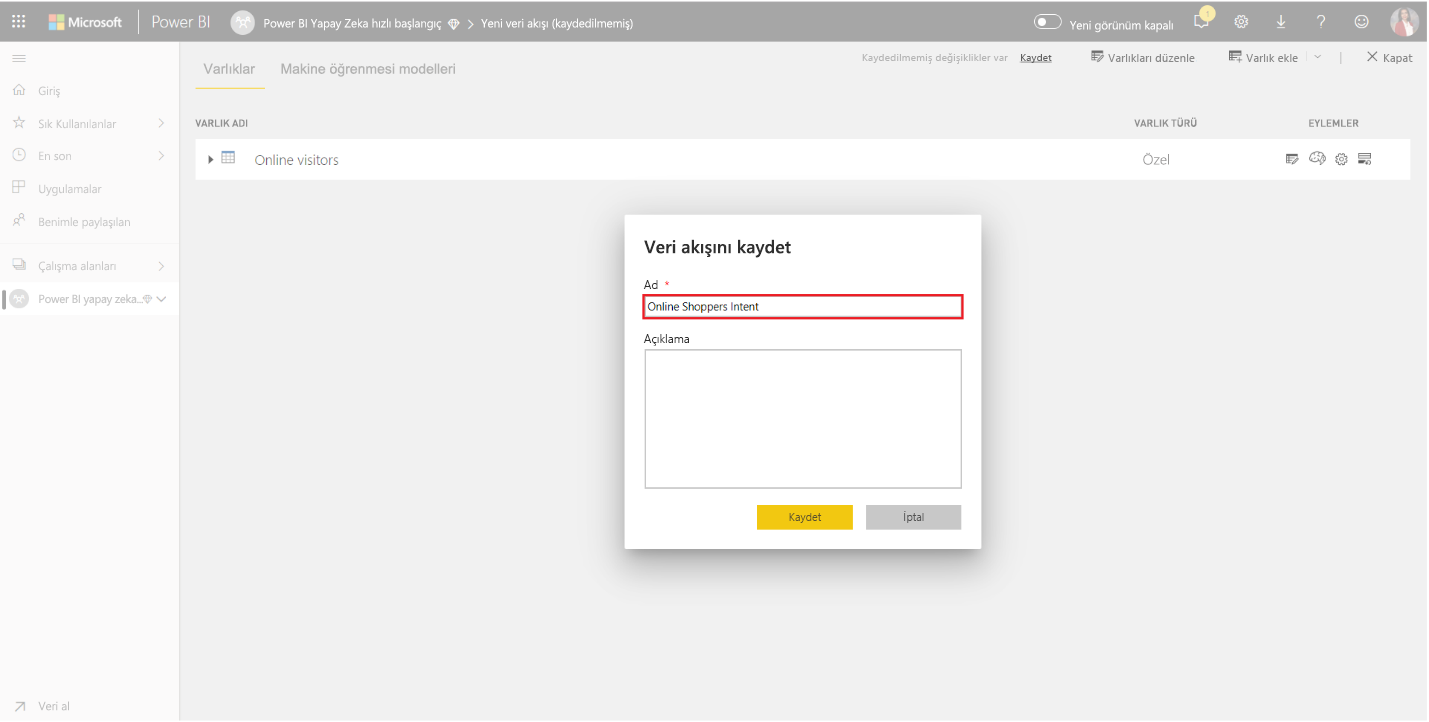 Microsoft Power BI Power BI Yapay Zeka hızlı başlangıç > Yeni veri akışı (kaydedilmemiş) Yeni görünüm kapalı 1 ?
Varlıklar Makine öğrenmesi modelleri
Kaydedilmemiş değişiklikler var Kaydet Varlıkları düzenle Varlık ekle | Kapat
Giriş
Sık Kullanılanlar
En son
Uygulamalar
Benimle paylaşılan
Çalışma alanları
Power BI yapay zeka...
Veri al
VARLIK ADI VARLIK TÜRÜ EYLEMLER
Online visitors Özel
Veri akışını kaydet
Ad *
Online Shoppers Intent
Açıklama
Kaydet İptal